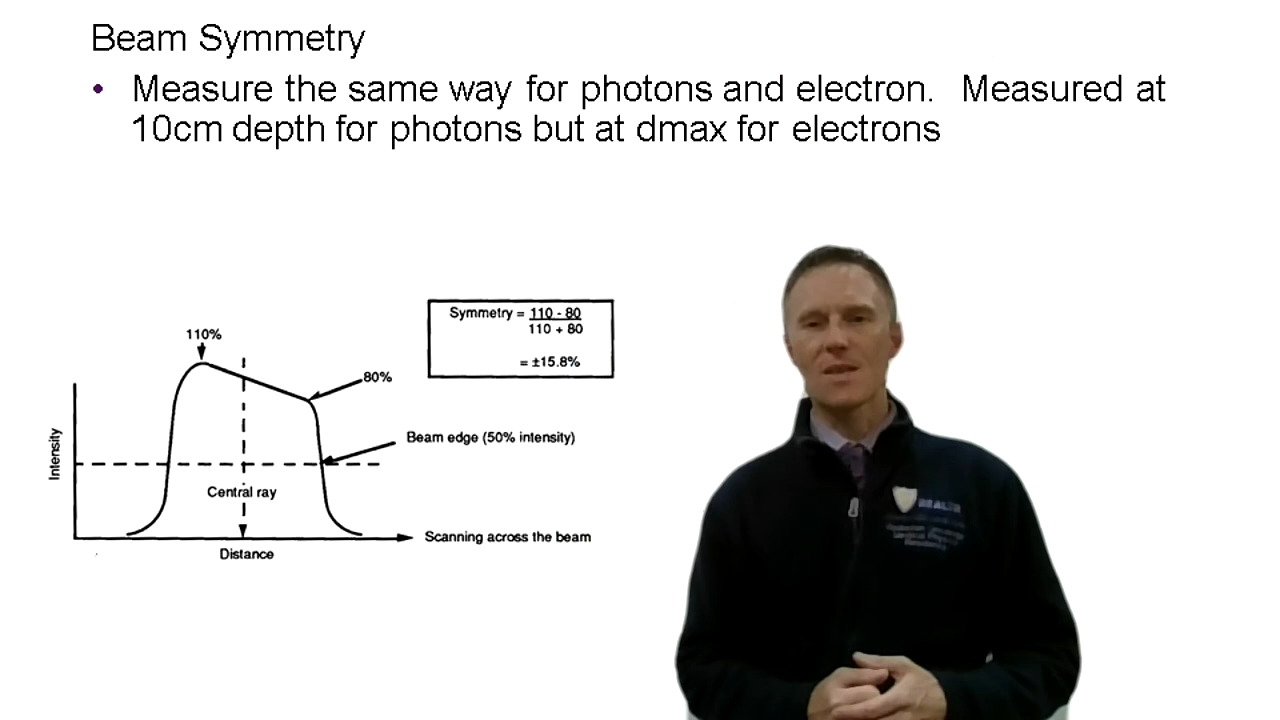 Beam Symmetry
• Measure the same way for photons and electron. Measured at
10cm depth for photons but at dmax for electrons
110%
80%
Symmetry = 110 - 80
110 + 80
= ±15.8%
Beam edge (50% intensity)
Intensity
Central ray
Scanning across the beam
Distance
HEALTH